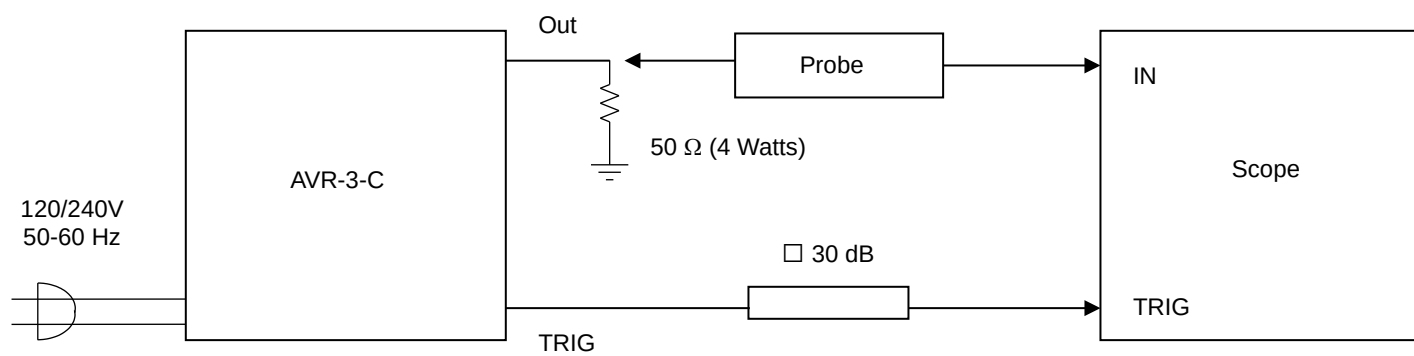 Out
Probe
IN
50 Ω (4 Watts)
Scope
AVR-3-C
120/240V
50-60 Hz
□ 30 dB
TRIG
TRIG